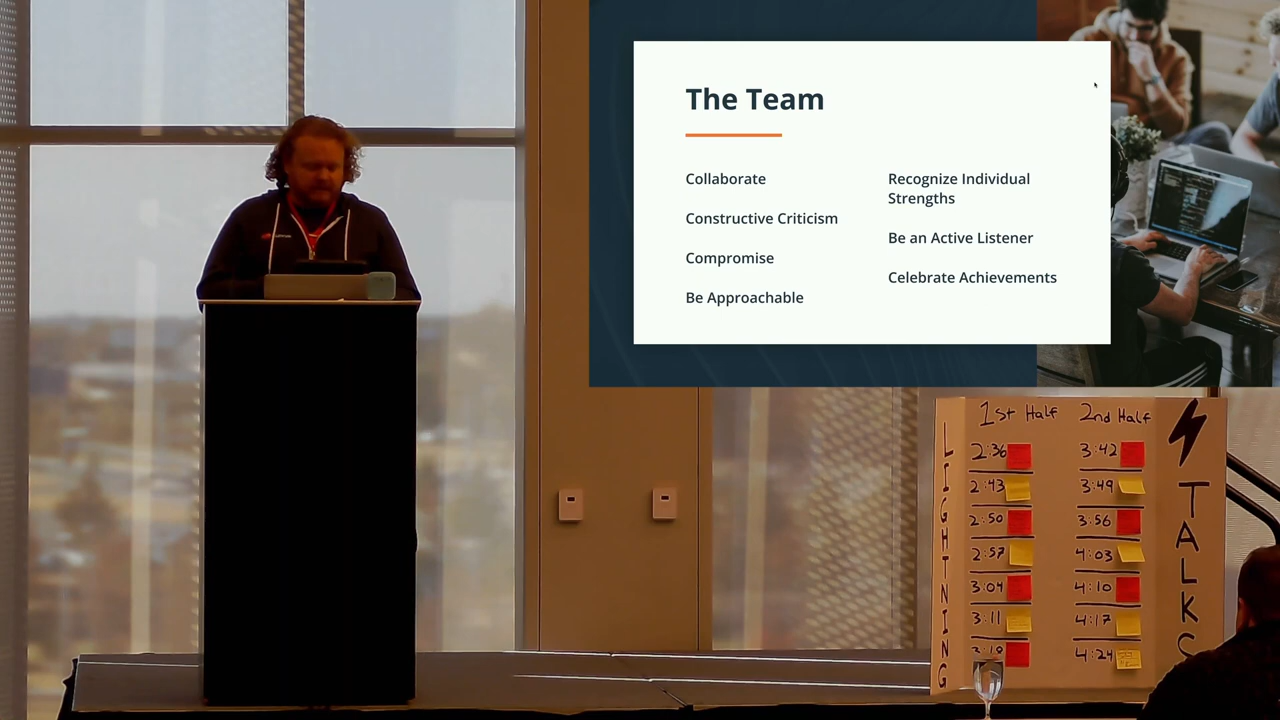 The Team
Collaborate
Constructive Criticism
Compromise
Be Approachable
Recognize Individual
Strengths
Be an Active Listener
Celebrate Achievements
LIGHTNING
1st Half
2:36
2:43
2:50
2:57
3:04
3:11
2nd Half
3:42
3:49
3:56
4:03
4:10
4:17
4:24
TALKS